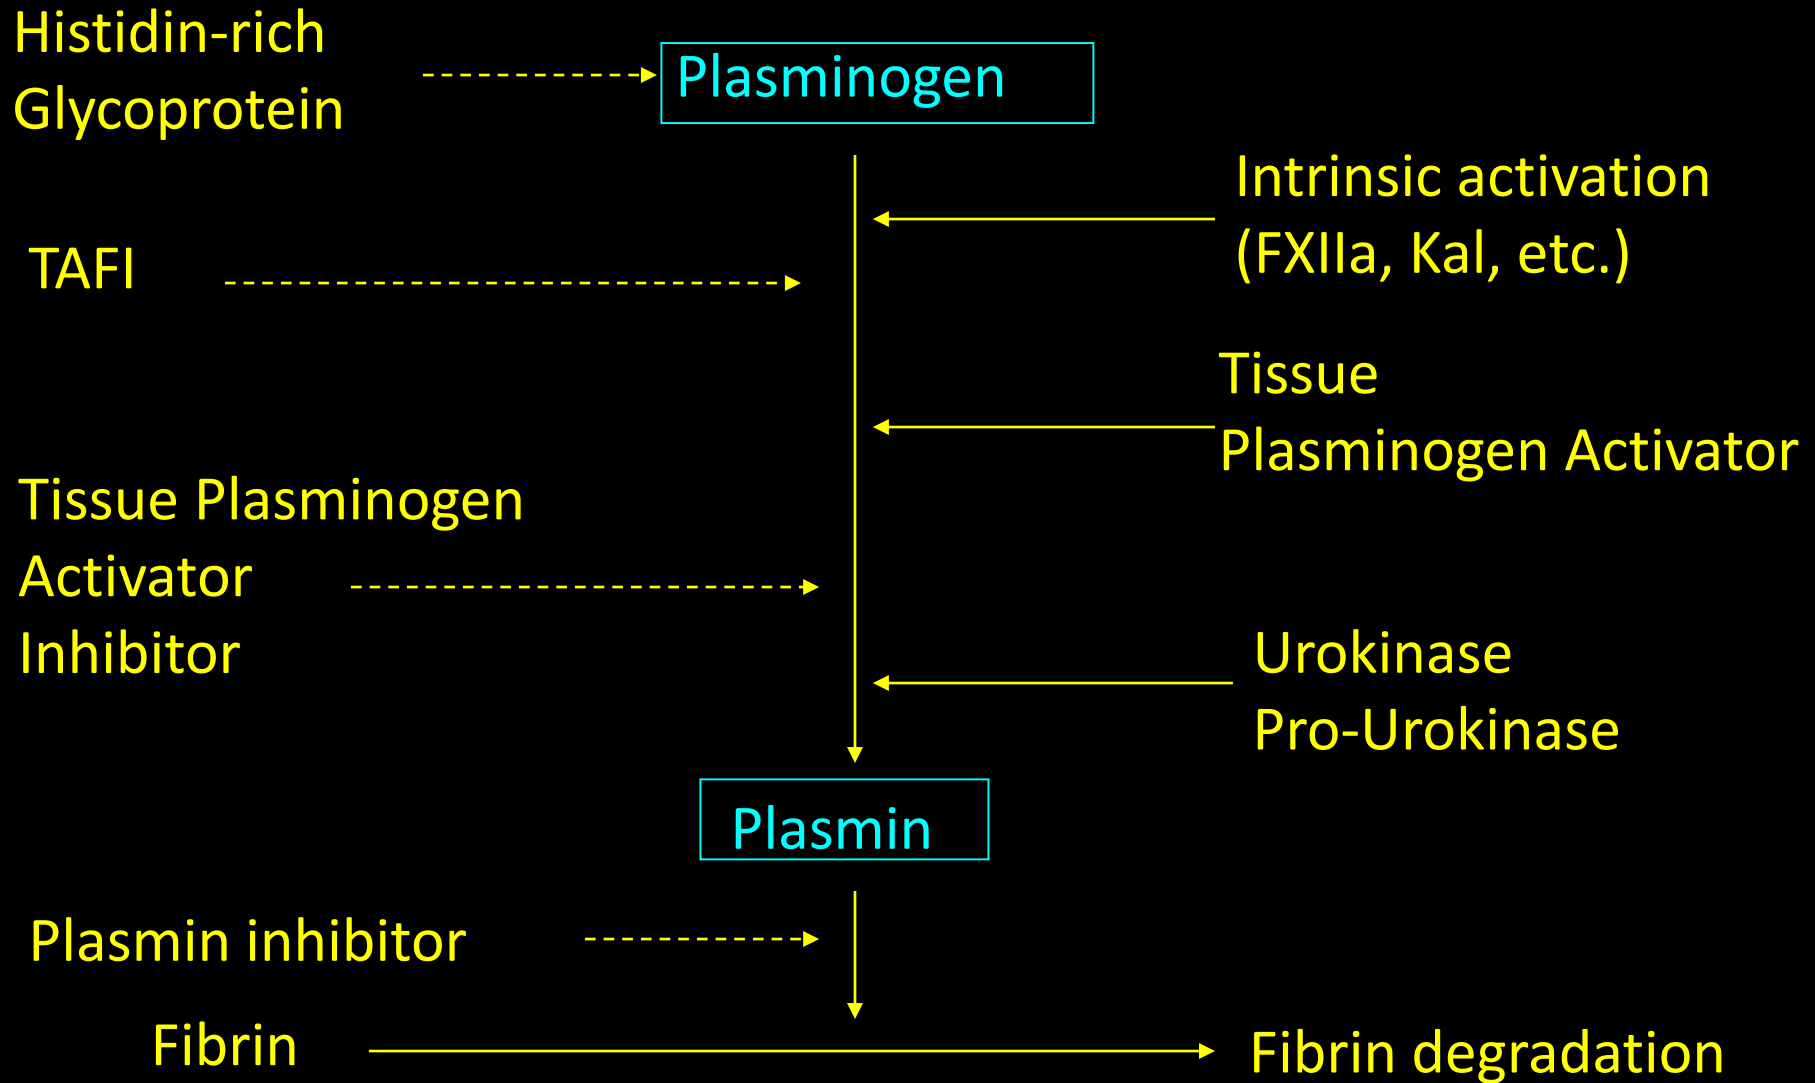 Histidin-rich
Glycoprotein
Plasminogen
Intrinsic activation
(FXIIa, Kal, etc.)
TAFI
Tissue
Plasminogen Activator
Tissue Plasminogen
Activator
Inhibitor
Urokinase
Pro-Urokinase
Plasmin
Plasmin inhibitor
Fibrin
Fibrin degradation